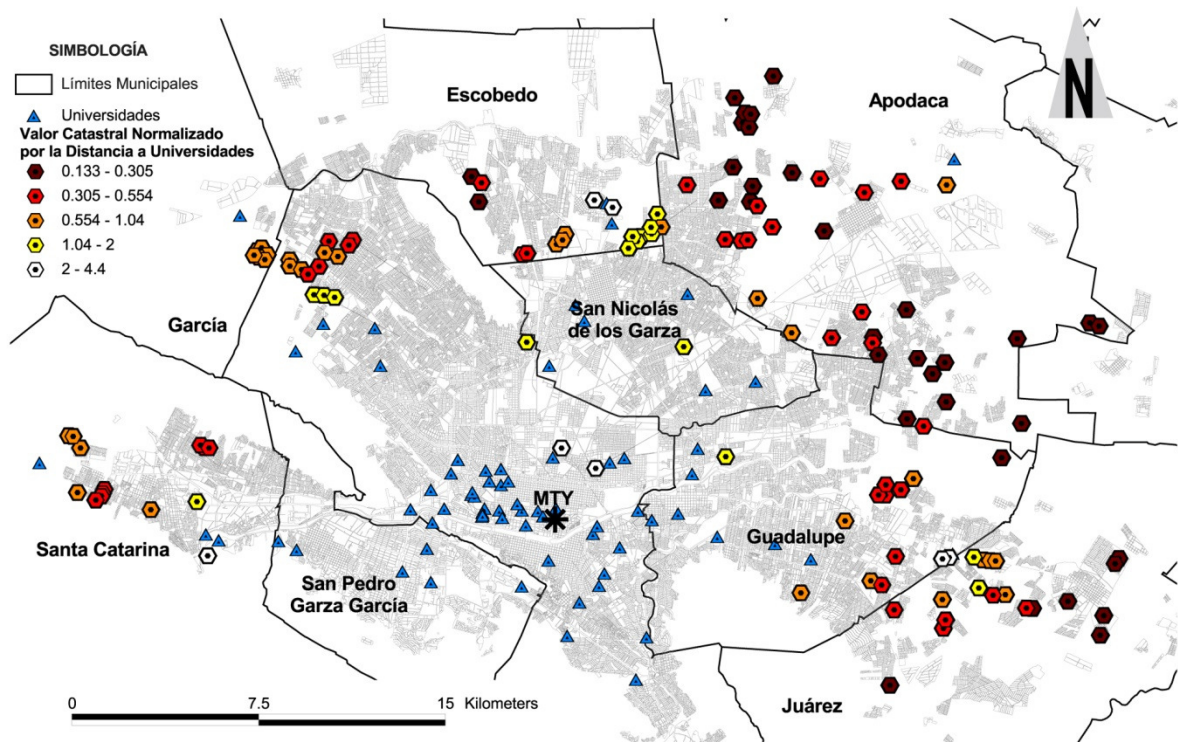 SIMBOLOGÍA
Límites Municipales
Universidades
Valor Catastral Normalizado
por la Distancia a Universidades
0.133 - 0.305
0.305 - 0.554
0.554 - 1.04
1.04 - 2
2 - 4.4
Escobedo
Apodaca
N
García
San Nicolás
de los Garza
MTY
Santa Catarina
San Pedro
Garza García
Guadalupe
Juárez
0 7.5 15 Kilometers